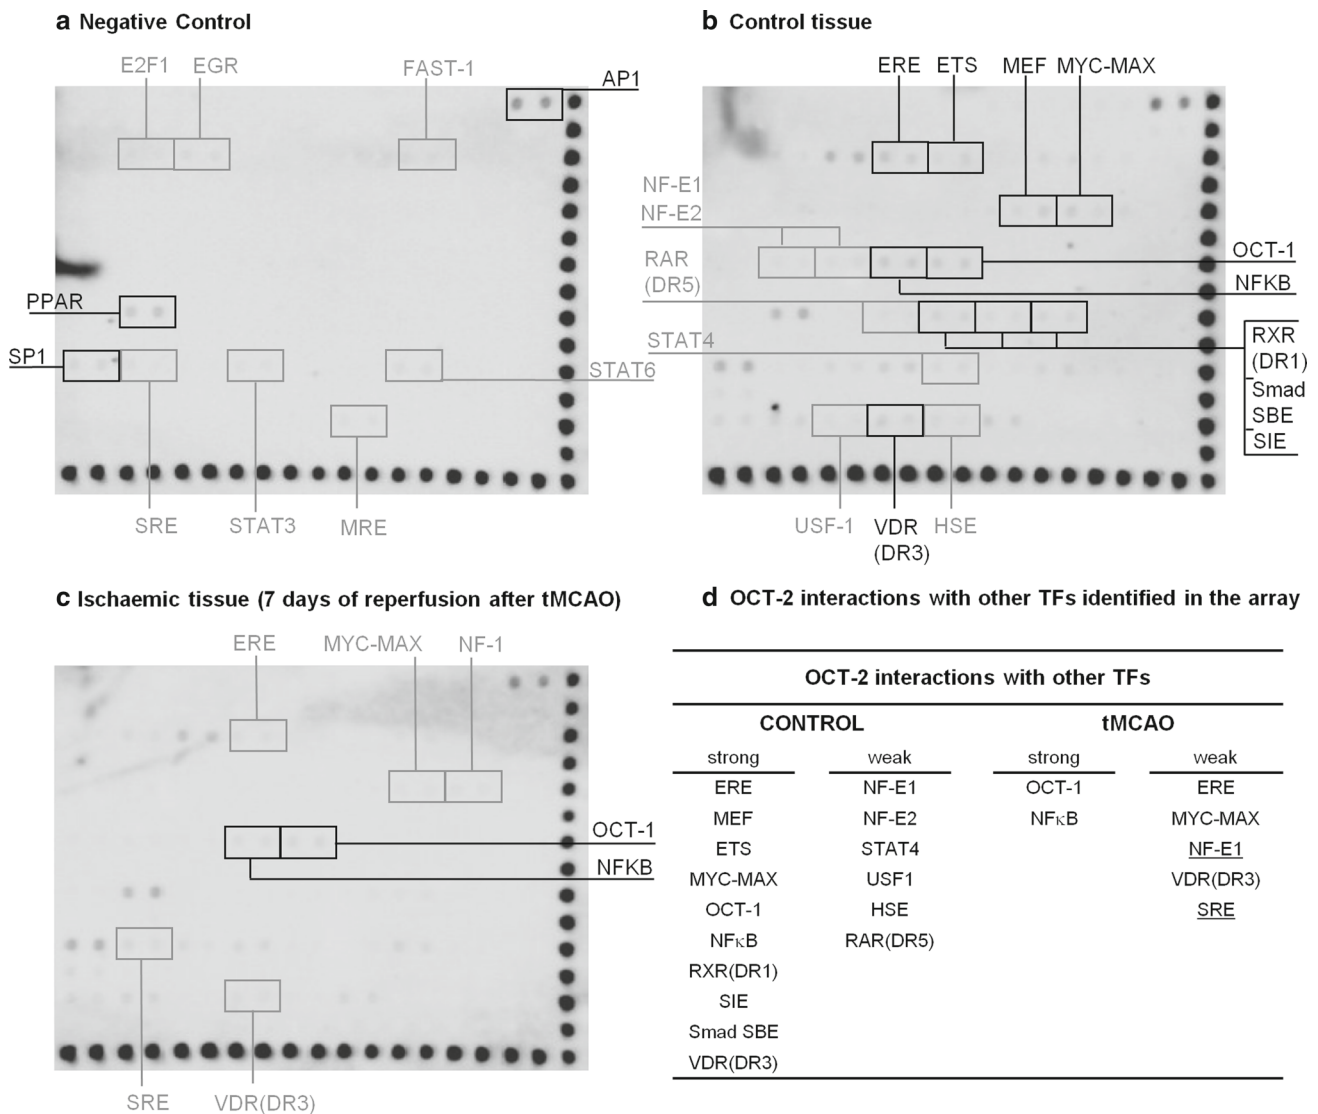 a Negative Control
E2F1 EGR FAST-1 AP1
PPAR
SP1
STAT6
SRE STAT3 MRE
b Control tissue
ERE ETS MEF MYC-MAX
NF-E1
NF-E2
RAR
(DR5)
OCT-1
NFKB
STAT4
RXR
(DR1)
Smad
SBE
SIE
USF-1 VDR HSE
(DR3)
c Ischaemic tissue (7 days of reperfusion after tMCAO)
ERE MYC-MAX NF-1
OCT-1
NFKB
SRE VDR(DR3)
d OCT-2 interactions with other TFs identified in the array
OCT-2 interactions with other TFs
CONTROL tMCAO
strong weak strong weak
ERE NF-E1 OCT-1 ERE
MEF NF-E2 NFκB MYC-MAX
ETS STAT4 NF-E1
MYC-MAX USF1 VDR(DR3)
OCT-1 HSE SRE
NFκB RAR(DR5)
RXR(DR1)
SIE
Smad SBE
VDR(DR3)